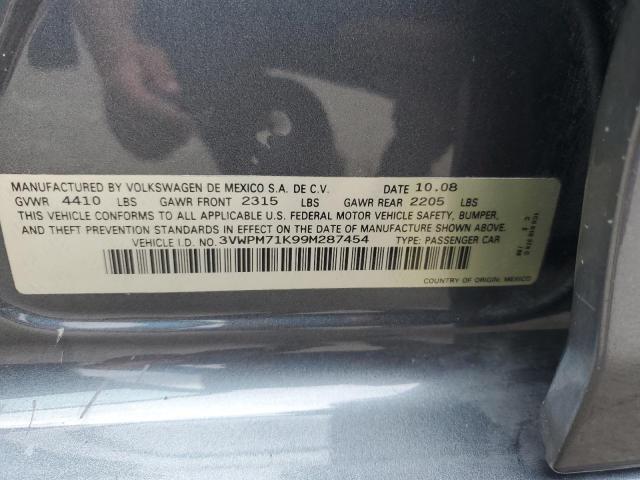 MANUFACTURED BY VOLKSWAGEN DE MEXICO S.A. DE C.V. DATE 10.08
GVWR 4410 LBS GAWR FRONT 2315 LBS GAWR REAR 2205 LBS
THIS VEHICLE CONFORMS TO ALL APPLICABLE U.S. FEDERAL MOTOR VEHICLE SAFETY, BUMPER,
AND THEFT PREVENTION STANDARDS IN EFFECT ON THE DATE OF MANUFACTURE SHOWN ABOVE.
VEHICLE I.D. NO. 3VWPM71K99M287454 TYPE: PASSENGER CAR
COUNTRY OF ORIGIN: MEXICO